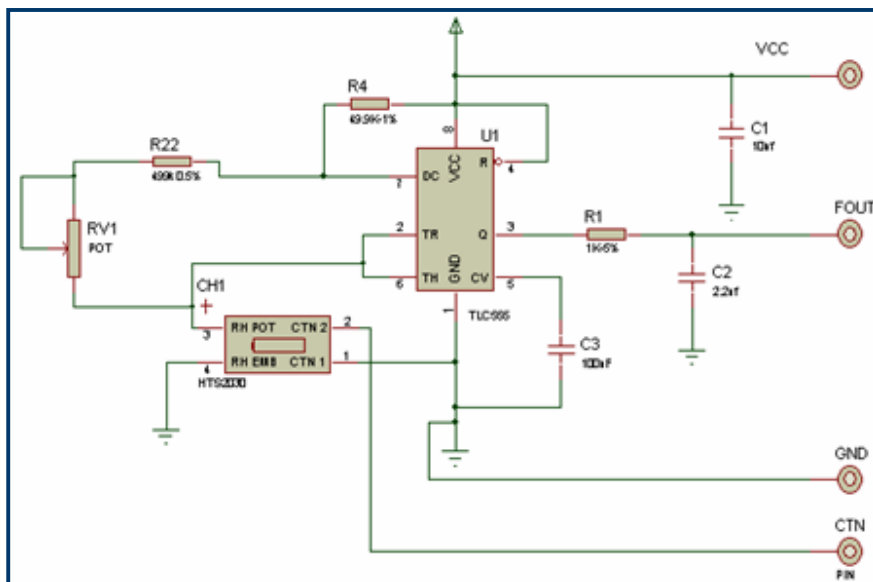 VCC
R4
49.9K-1%
U1
8
R22
499k 0.5%
C1
10nF
VCC
R
4
DC
7
FOUT
RV1
POT
2
TR
Q
3
R1
1K-5%
C2
2.2nF
6
TH
GND
CV
5
CH1
+
1
TLC555
3
RH POT
CTN 2
2
C3
100nF
4
RH EMB
CTN 1
1
HTS2030
GND
CTN
PIN